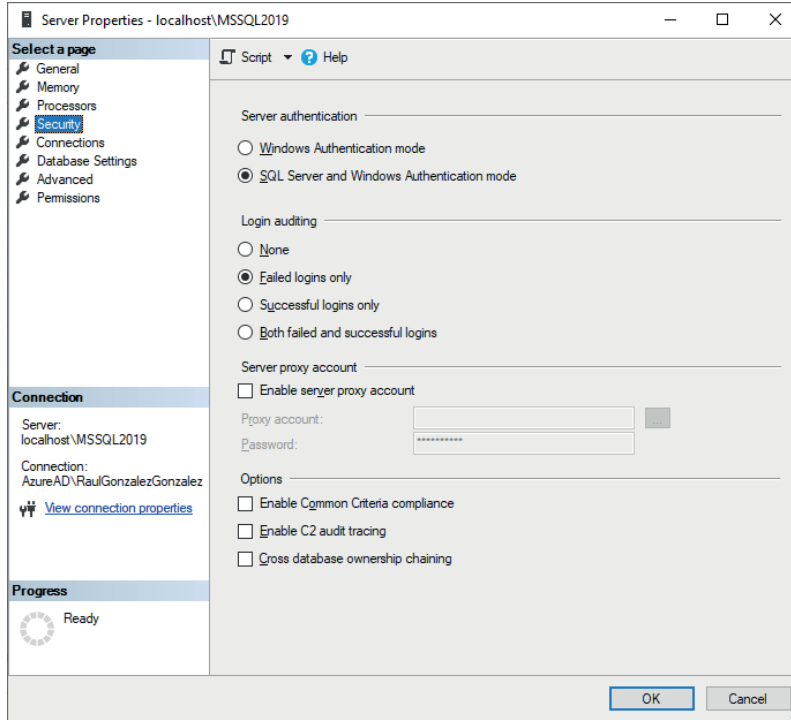 Server Properties - localhost\MSSQL2019
Select a page
General
Memory
Processors
Security
Connections
Database Settings
Advanced
Permissions
Script
Help
Server authentication
Windows Authentication mode
SQL Server and Windows Authentication mode
Login auditing
None
Failed logins only
Successful logins only
Both failed and successful logins
Server proxy account
Enable server proxy account
Proxy account:
...
Password:
**********
Options
Enable Common Criteria compliance
Enable C2 audit tracing
Cross database ownership chaining
Connection
Server:
localhost\MSSQL2019
Connection:
AzureAD\RaulGonzalezGonzalez
View connection properties
Progress
Ready
OK
Cancel